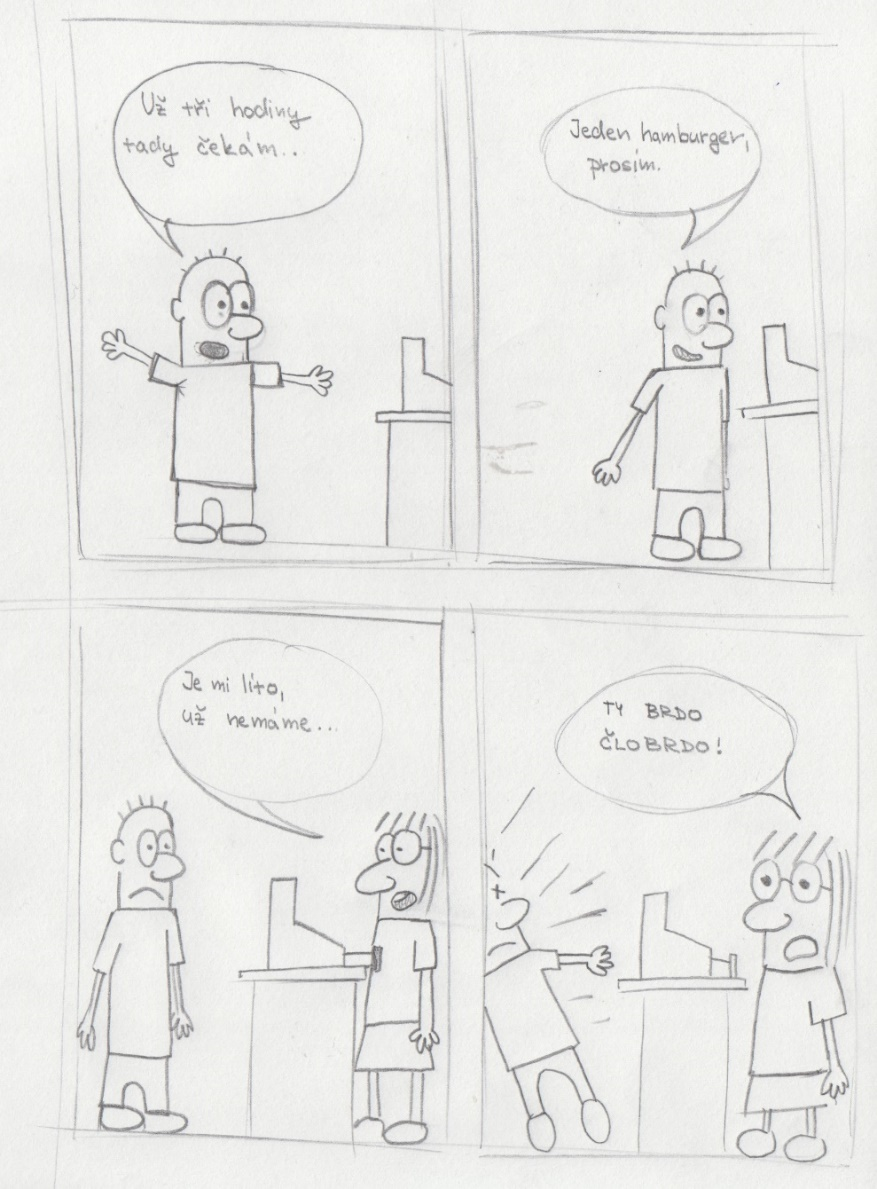 Už tři hodiny
tady čekám...
Jeden hamburger,
prosím.
Je mi líto,
už nemáme...
TY BRDO
ČLOBRDO!